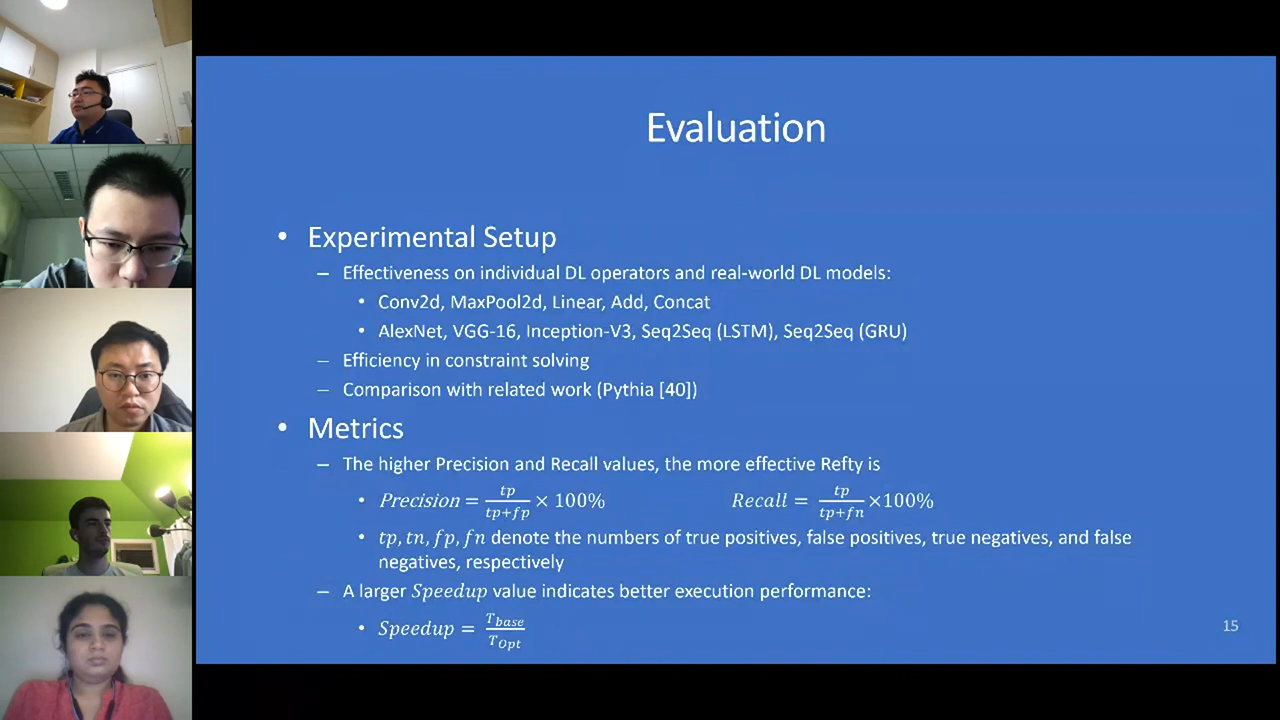 Evaluation
• Experimental Setup
– Effectiveness on individual DL operators and real-world DL models:
• Conv2d, MaxPool2d, Linear, Add, Concat
• AlexNet, VGG-16, Inception-V3, Seq2Seq (LSTM), Seq2Seq (GRU)
– Efficiency in constraint solving
– Comparison with related work (Pythia [40])
• Metrics
– The higher Precision and Recall values, the more effective Refty is
• Precision = tp/(tp+fp) × 100% Recall = tp/(tp+fn) ×100%
• tp, tn, fp, fn denote the numbers of true positives, false positives, true negatives, and false
negatives, respectively
– A larger Speedup value indicates better execution performance:
• Speedup = T_base/T_Opt
15